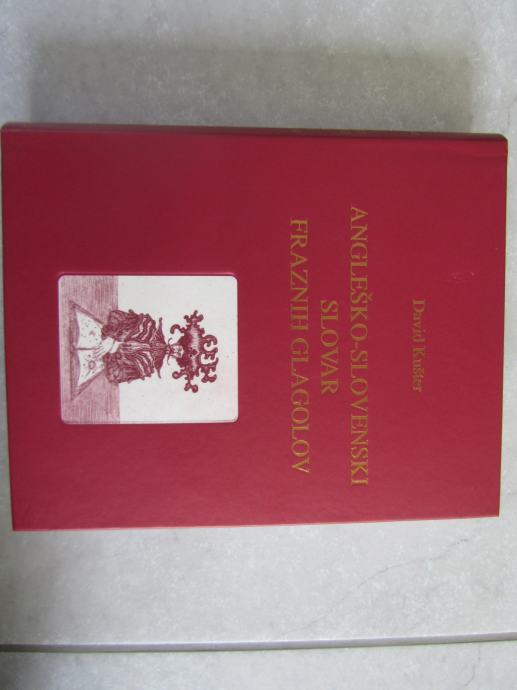 David Kušter
ANGLEŠKO-SLOVENSKI
SLOVAR
FRAZNIH GLAGOLOV